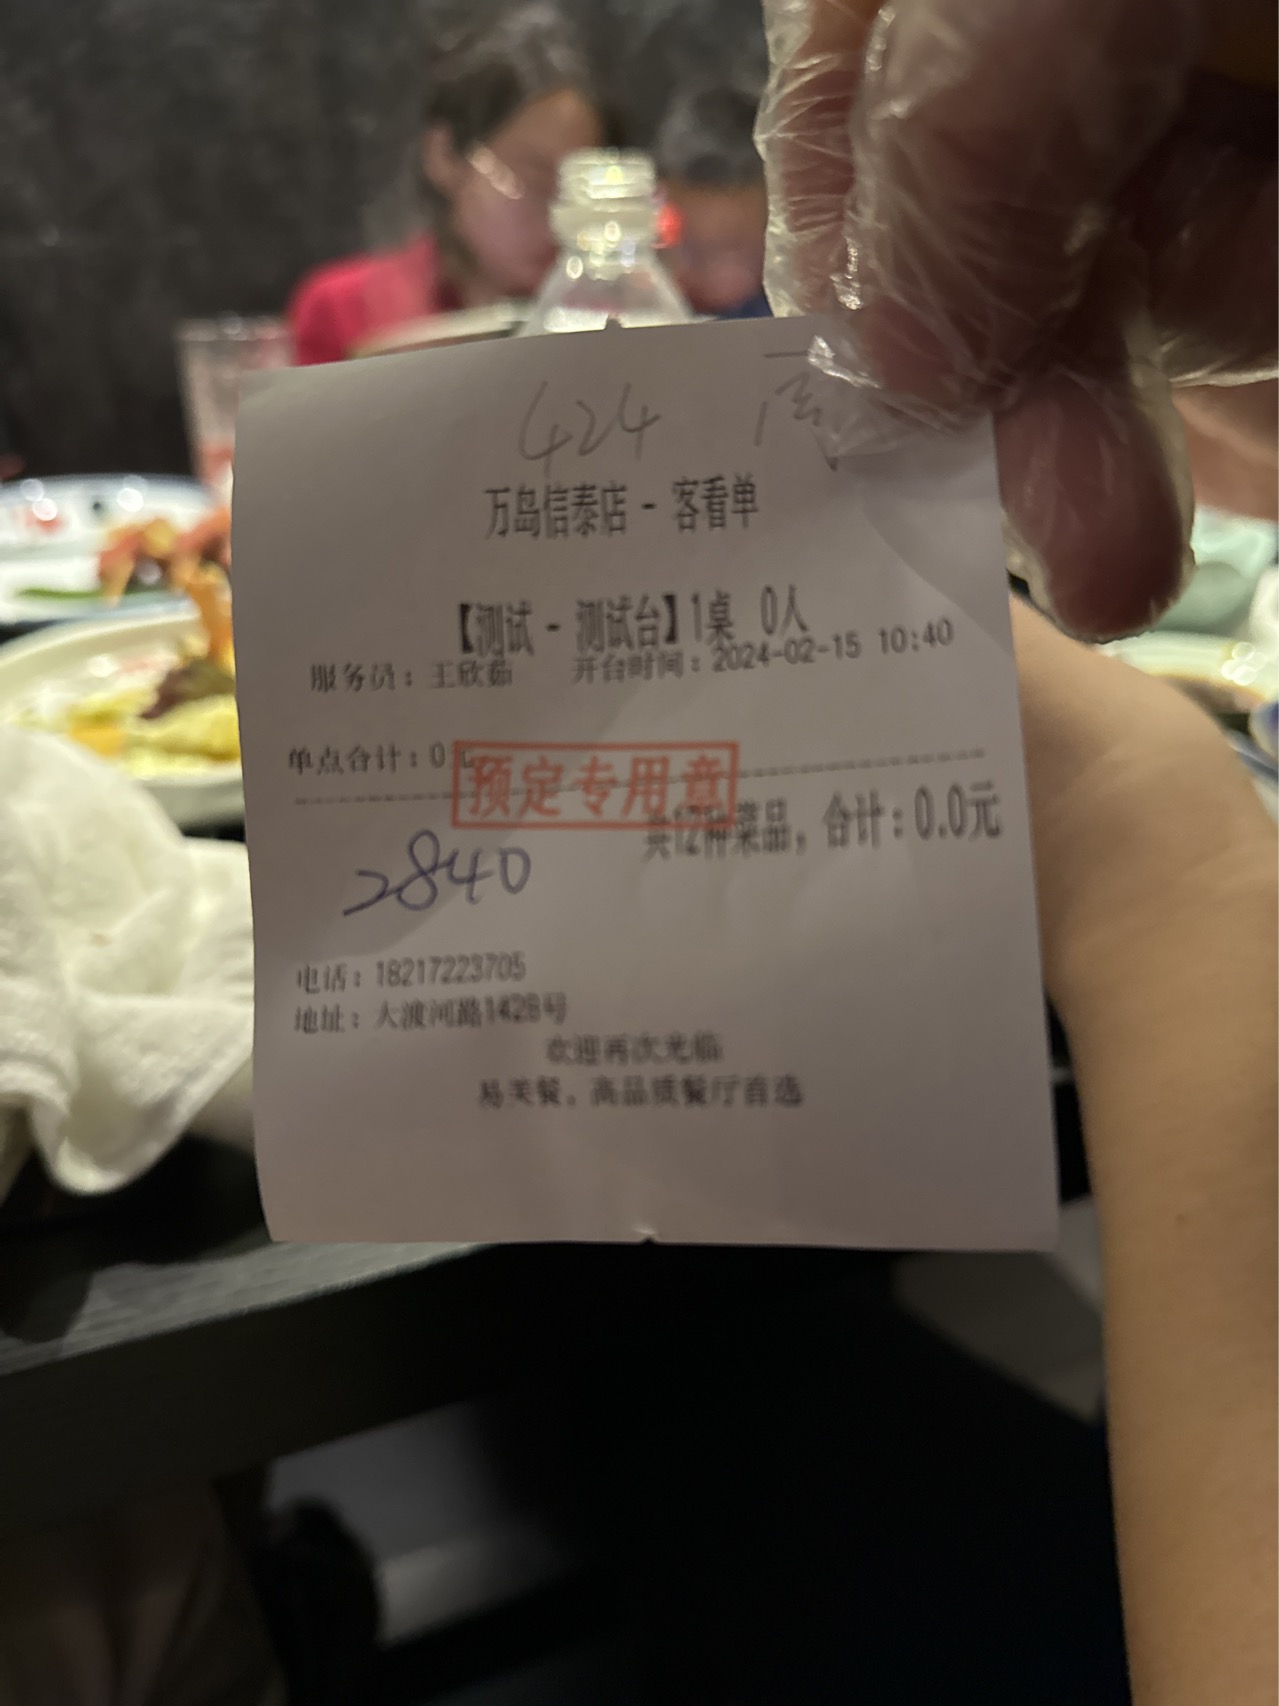 424
万岛信泰店 - 客看单
【测试 - 测试台】1桌 0人
服务员：王欣茹 开台时间：2024-02-15 10:40
单点合计：0元
预定专用章
共12种菜品，合计：0.0元
2840
电话：18217223705
地址：大渡河路1428号
欢迎再次光临
易关餐，高品质餐厅首选